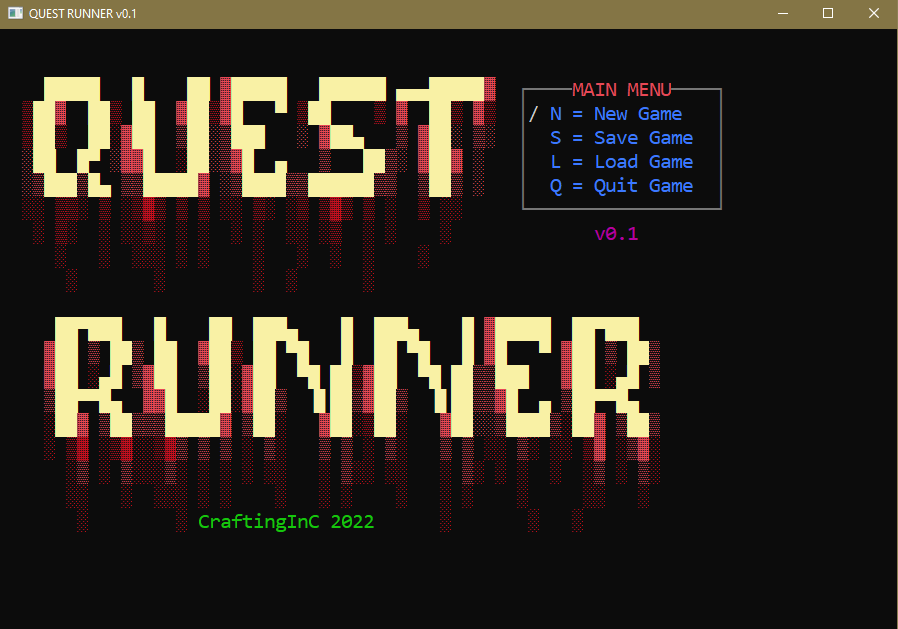 QUEST RUNNER v0.1
QUEST
MAIN MENU
/ N = New Game
S = Save Game
L = Load Game
Q = Quit Game
v0.1
RUNNER
CraftingInC 2022